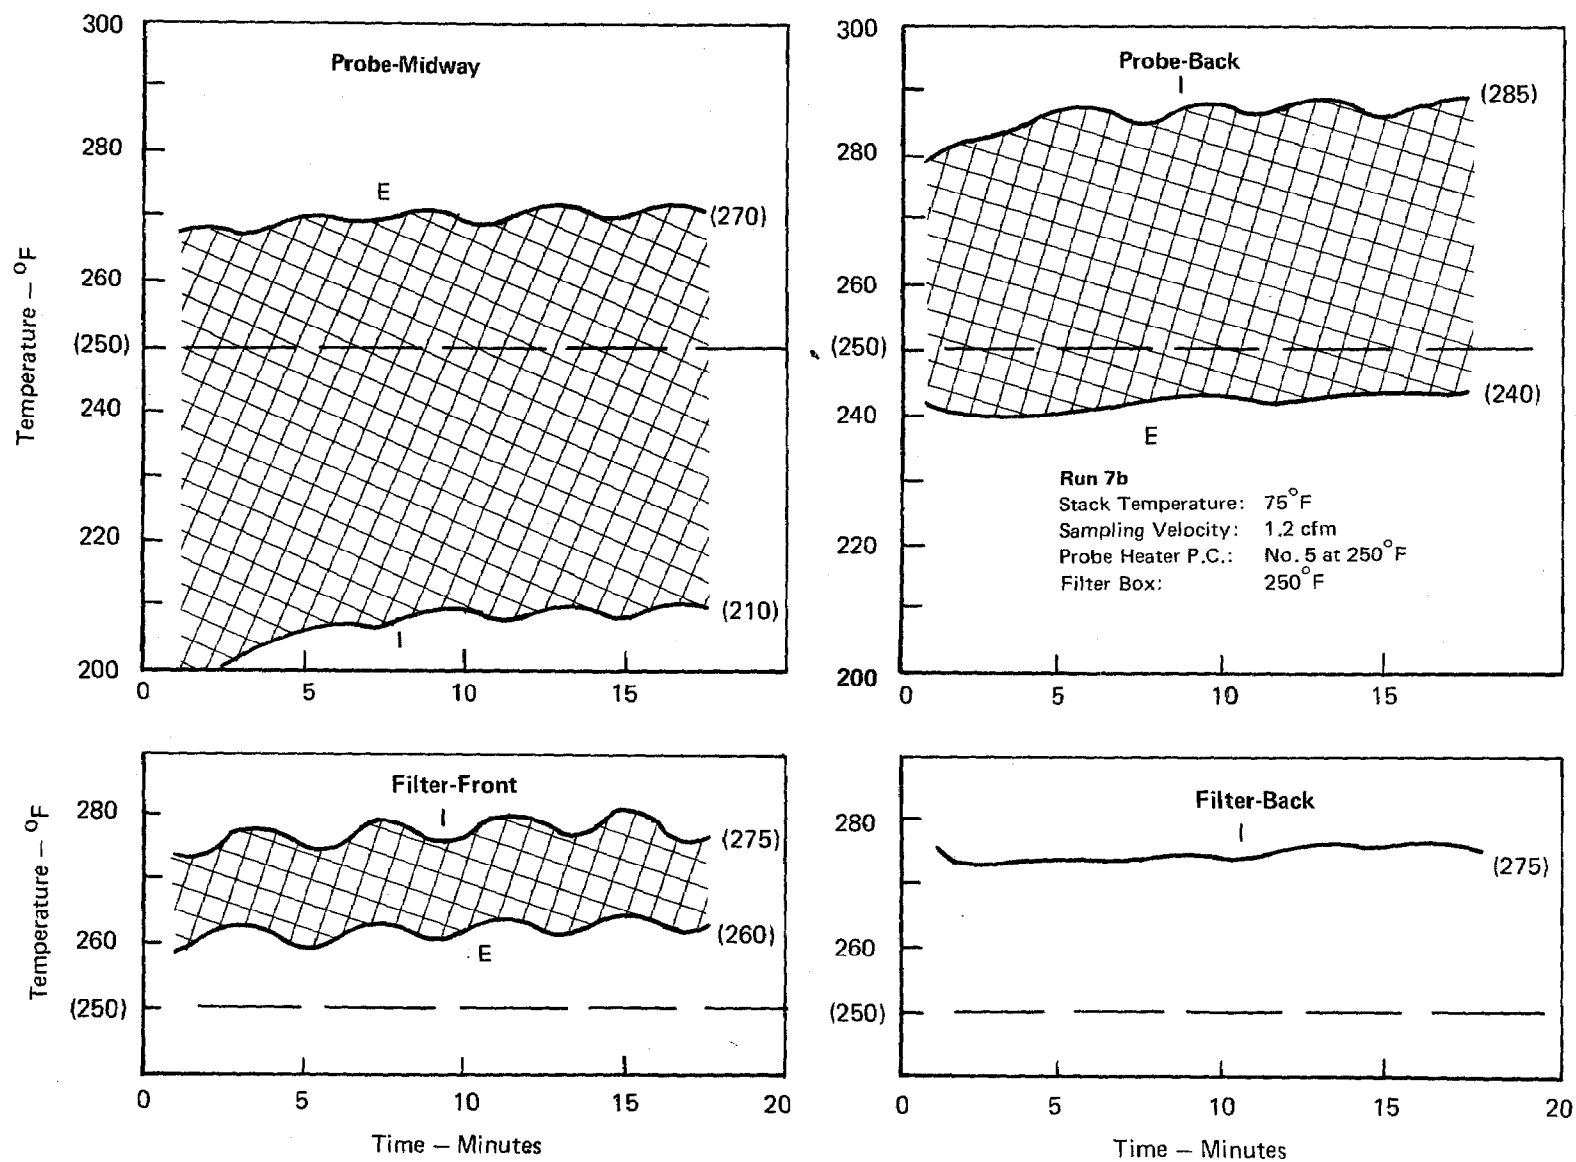 Probe-Midway
300
280
260
(250)
240
220
200
Temperature – °F
E
(270)
(210)
I
0
5
10
15
Probe-Back
I
300
280
260
(250)
240
220
200
(285)
(240)
E
Run 7b
Stack Temperature: 75°F
Sampling Velocity: 1.2 cfm
Probe Heater P.C.: No. 5 at 250°F
Filter Box: 250°F
0
5
10
15
Filter-Front
I
280
260
(250)
Temperature – °F
(275)
(260)
E
0
5
10
15
20
Time – Minutes
Filter-Back
I
280
260
(250)
(275)
0
5
10
15
20
Time – Minutes